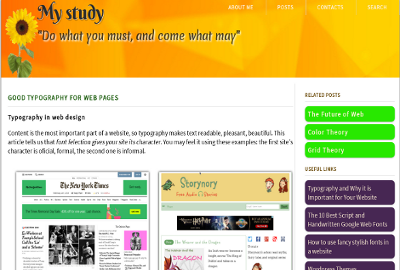 My study
"Do what you must, and come what may"
ABOUT ME
POSTS
CONTACTS
SEARCH
GOOD TYPOGRAPHY FOR WEB PAGES
Typography in web design
Content is the most important part of a website, so typography makes text readable, pleasant, beautiful. This
article tells us that font selection gives your site its character. You may feel it using these examples: the first site's
character is oficial, formal, the second one is informal.
The New York Times
Storynory
Free Audio Stories
DRAGON
RELATED POSTS
The Future of Web
Color Theory
Grid Theory
USEFUL LINKS
Typography and Why it is
Important for Your Website
The 10 Best Script and
Handwritten Google Web Fonts
How to use fancy stylish fonts in
a website
Wordpress Themes